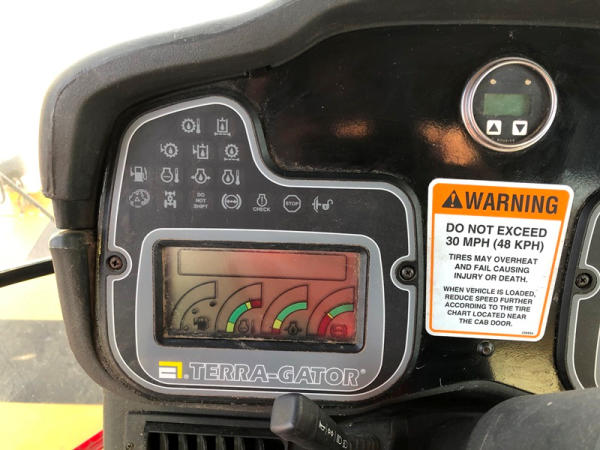 DO
NOT
SHIFT
CHECK
STOP
WARNING
DO NOT EXCEED
30 MPH (48 KPH)
TIRES MAY OVERHEAT
AND FAIL CAUSING
INJURY OR DEATH.
WHEN VEHICLE IS LOADED,
REDUCE SPEED FURTHER
ACCORDING TO THE TIRE
CHART LOCATED NEAR
THE CAB DOOR.
TERRA-GATOR®